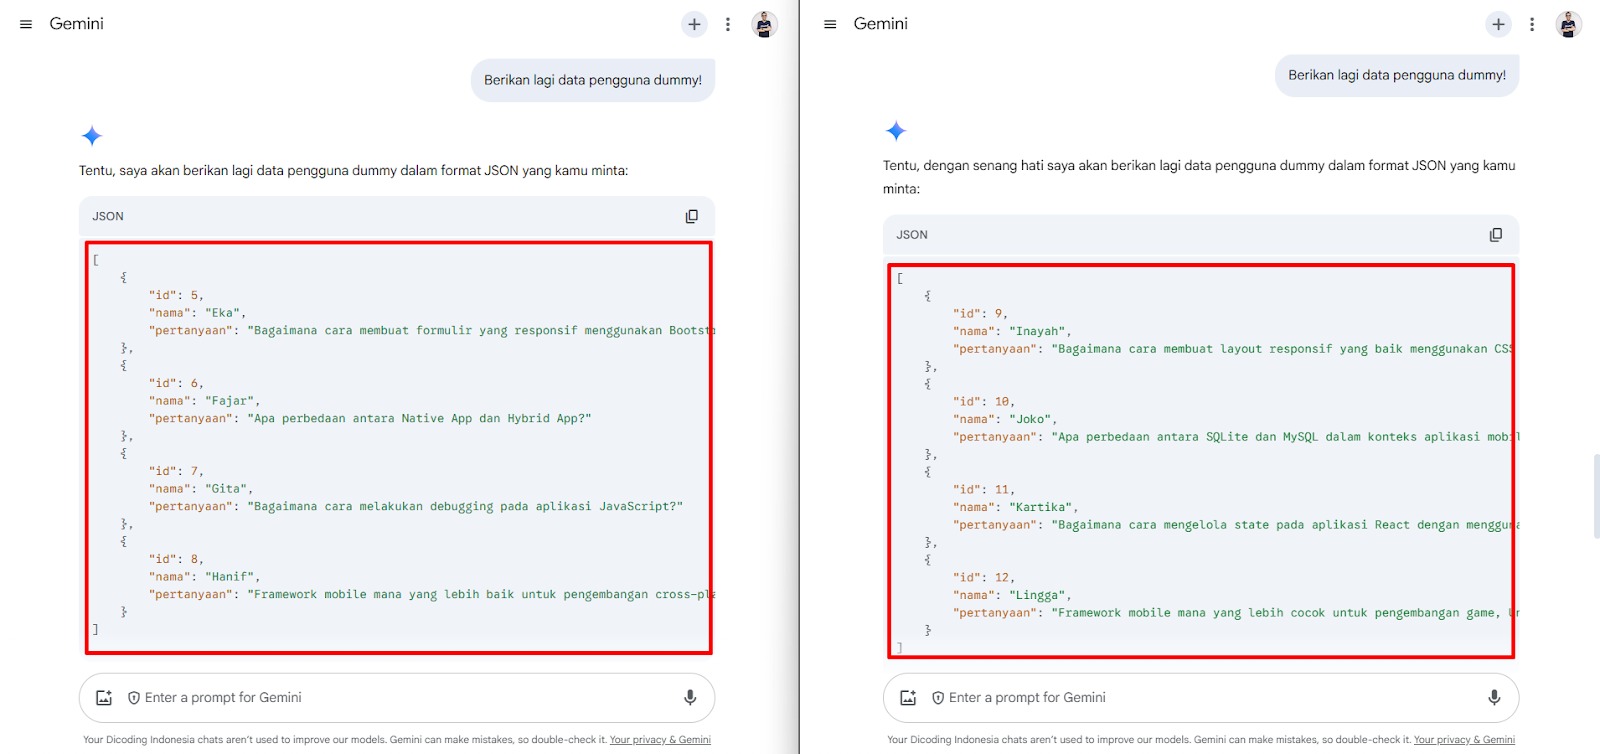 Gemini
Berikan lagi data pengguna dummy!
Tentu, saya akan berikan lagi data pengguna dummy dalam format JSON yang kamu minta:
JSON
[
{
"id": 5,
"nama": "Eka",
"pertanyaan": "Bagaimana cara membuat formulir yang responsif menggunakan
},
{
"id": 6,
"nama": "Fajar",
"pertanyaan": "Apa perbedaan antara Native App dan Hybrid App?"
},
{
"id": 7,
"nama": "Gita",
"pertanyaan": "Bagaimana cara melakukan debugging pada aplikasi JavaScript?"
},
{
"id": 8,
"nama": "Hanif",
"pertanyaan": "Framework mobile mana yang lebih baik untuk pengembangan
}
]
Enter a prompt for Gemini
Your Dicoding Indonesia chats aren't used to improve our models. Gemini can make mistakes, so double-check it. Your privacy & Gemini
Gemini
Berikan lagi data pengguna dummy!
Tentu, dengan senang hati saya akan berikan lagi data pengguna dummy dalam format JSON yang kamu
minta:
JSON
[
{
"id": 9,
"nama": "Inayah",
"pertanyaan": "Bagaimana cara membuat layout responsif yang baik menggunakan CSS
},
{
"id": 10,
"nama": "Joko",
"pertanyaan": "Apa perbedaan antara SQLite dan MySQL dalam konteks aplikasi
},
{
"id": 11,
"nama": "Kartika",
"pertanyaan": "Bagaimana cara mengelola state pada aplikasi React dengan
},
{
"id": 12,
"nama": "Lingga",
"pertanyaan": "Framework mobile mana yang lebih cocok untuk pengembangan game,
}
]
Enter a prompt for Gemini
Your Dicoding Indonesia chats aren't used to improve our models. Gemini can make mistakes, so double-check it. Your privacy & Gemini